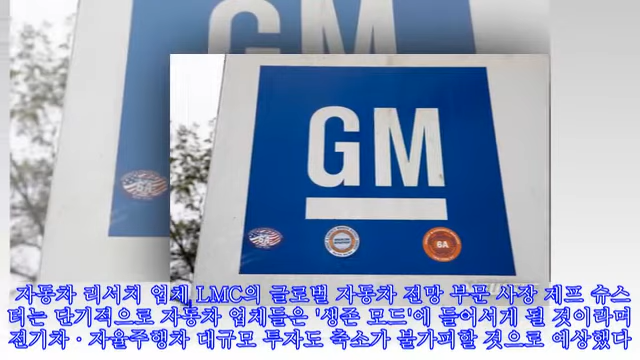 GM
6A
자동차 리서치 업체 LMC의 글로벌 자동차 전망 부문 사장 제프 슈스
터는 단기적으로 자동차 업체들은 '생존 모드'에 들어서게 될 것이라며
전기차·자율주행차 대규모 투자도 축소가 불가피할 것으로 예상했다